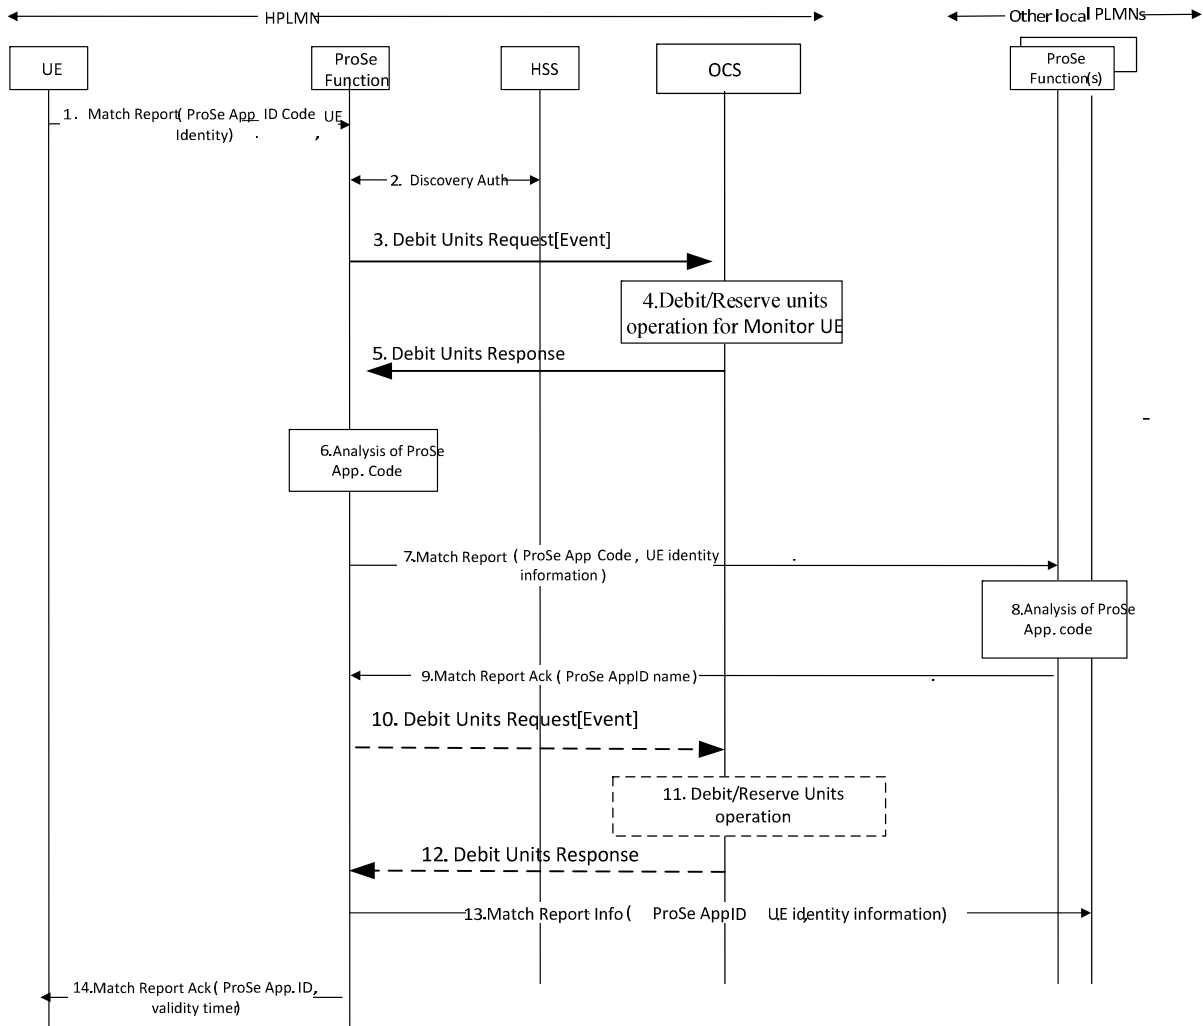 HPLMN
Other local PLMNs
UE
ProSe
Function
HSS
OCS
ProSe
Function(s)
1. Match Report( ProSe App ID Code , UE
Identity)
2. Discovery Auth
3. Debit Units Request[Event]
4.Debit/Reserve units
operation for Monitor UE
5. Debit Units Response
6.Analysis of ProSe
App. Code
7.Match Report ( ProSe App Code , UE identity
information )
8.Analysis of ProSe
App. code
9.Match Report Ack ( ProSe AppID name)
10. Debit Units Request[Event]
11. Debit/Reserve Units
operation
12. Debit Units Response
13.Match Report Info ( ProSe AppID , UE identity information)
14.Match Report Ack ( ProSe App. ID,
validity timer)